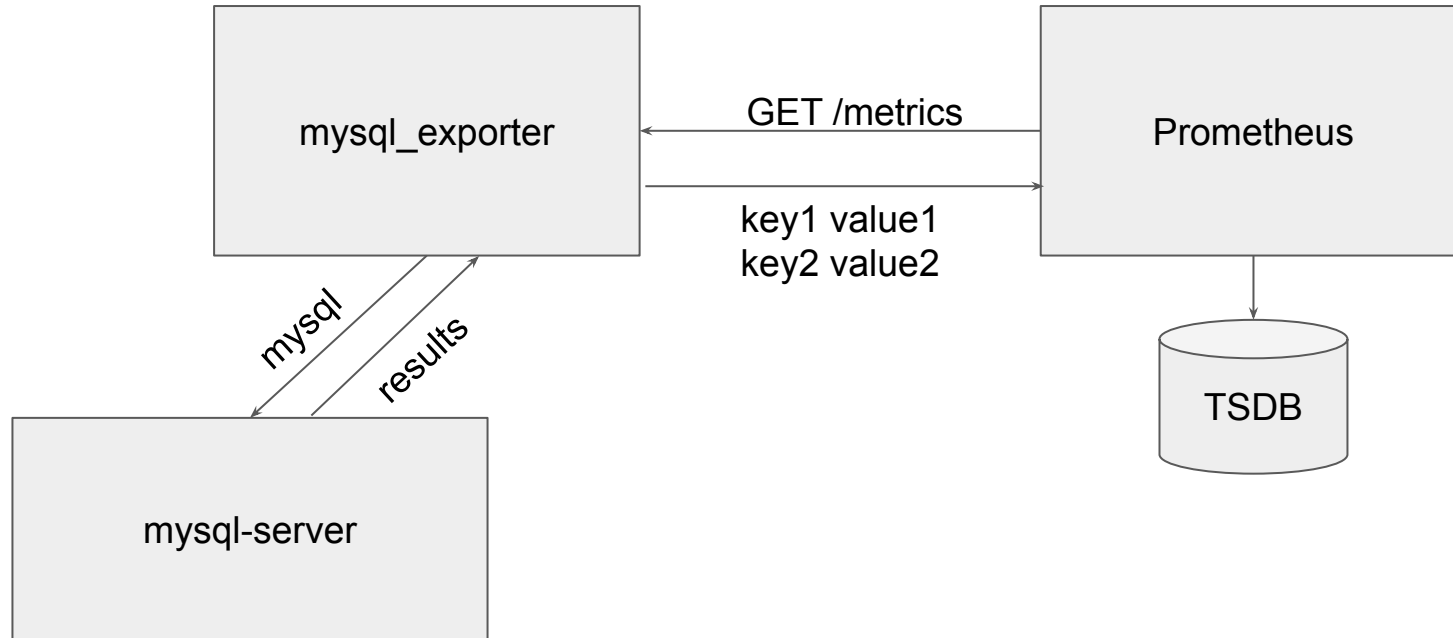 mysql_exporter
GET /metrics
Prometheus
key1 value1
key2 value2
mysql
results
TSDB
mysql-server